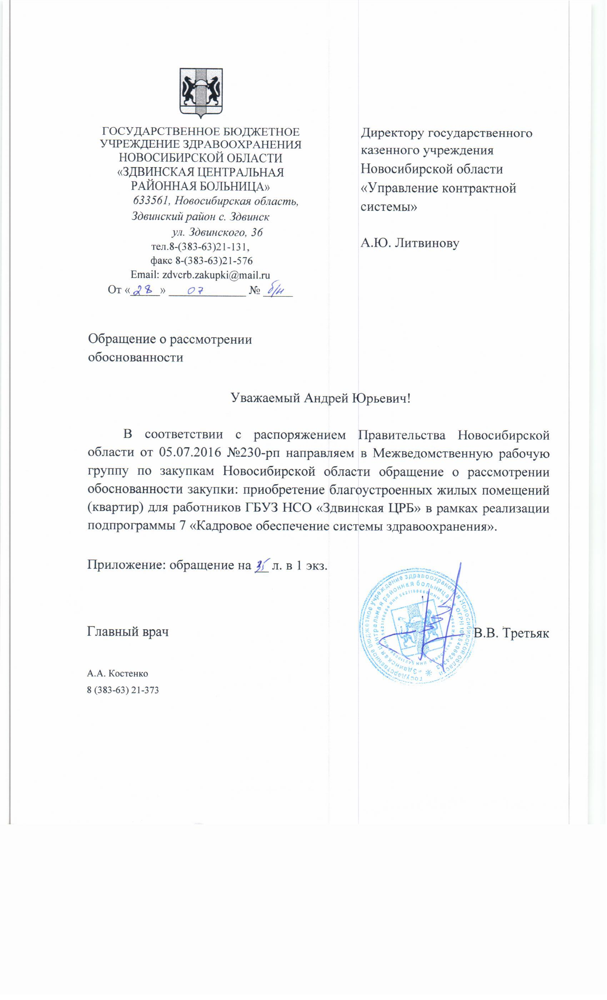 ГОСУДАРСТВЕННОЕ БЮДЖЕТНОЕ
УЧРЕЖДЕНИЕ ЗДРАВООХРАНЕНИЯ
НОВОСИБИРСКОЙ ОБЛАСТИ
«ЗДВИНСКАЯ ЦЕНТРАЛЬНАЯ
РАЙОННАЯ БОЛЬНИЦА»
633561, Новосибирская область,
Здвинский район с. Здвинск
ул. Здвинского, 36
тел.8-(383-63)21-131,
факс 8-(383-63)21-576
Email: zdvcrb.zakupki@mail.ru
От «28» 07 № б/н
Директору государственного
казенного учреждения
Новосибирской области
«Управление контрактной
системы»
А.Ю. Литвинову
Обращение о рассмотрении
обоснованности
Уважаемый Андрей Юрьевич!
В соответствии с распоряжением Правительства Новосибирской
области от 05.07.2016 №230-рп направляем в Межведомственную рабочую
группу по закупкам Новосибирской области обращение о рассмотрении
обоснованности закупки: приобретение благоустроенных жилых помещений
(квартир) для работников ГБУЗ НСО «Здвинская ЦРБ» в рамках реализации
подпрограммы 7 «Кадровое обеспечение системы здравоохранения».
Приложение: обращение на л. в 1 экз.
Государственное бюджетное учреждение здравоохранения Новосибирской области
«Здвинская центральная районная больница» * ОГРН
ИНН 5421100666
Главный врач
В.В. Третьяк
А.А. Костенко
8 (383-63) 21-373